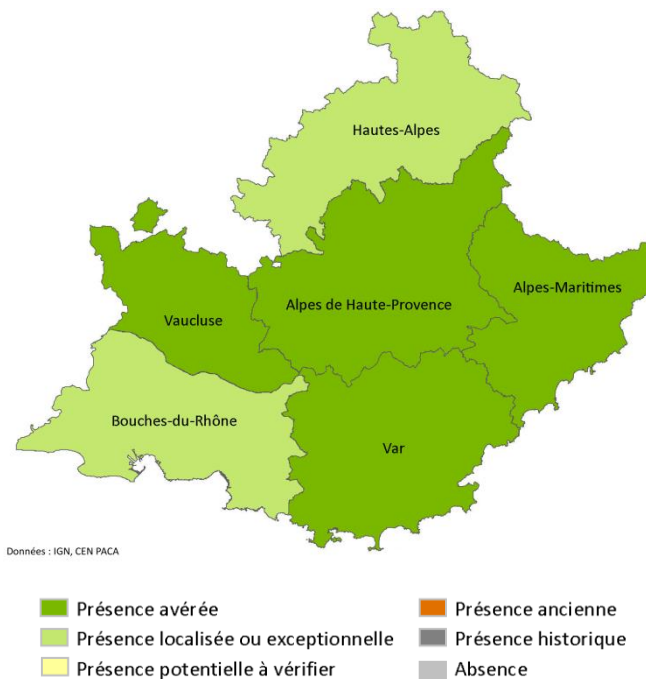 Hautes-Alpes
Alpes-Maritimes
Alpes de Haute-Provence
Vaucluse
Bouches-du-Rhône
Var
Données : IGN, CEN PACA
Présence avérée
Présence localisée ou exceptionnelle
Présence potentielle à vérifier
Présence ancienne
Présence historique
Absence